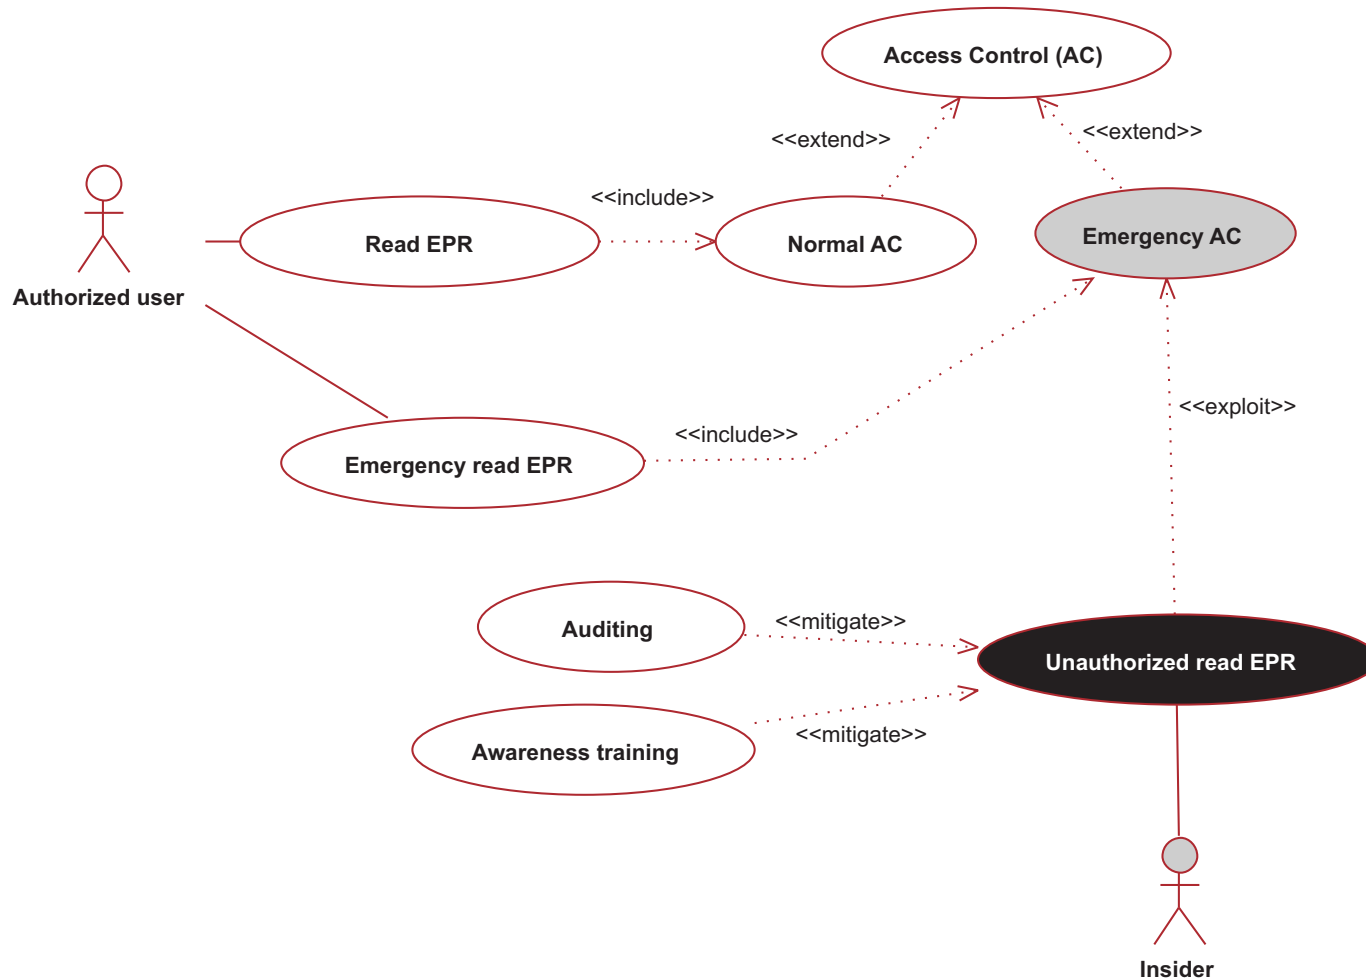 Access Control (AC)
<<extend>>
<<extend>>
<<include>>
Read EPR
Normal AC
Emergency AC
Authorized user
<<exploit>>
<<include>>
Emergency read EPR
<<mitigate>>
Auditing
Unauthorized read EPR
<<mitigate>>
Awareness training
Insider